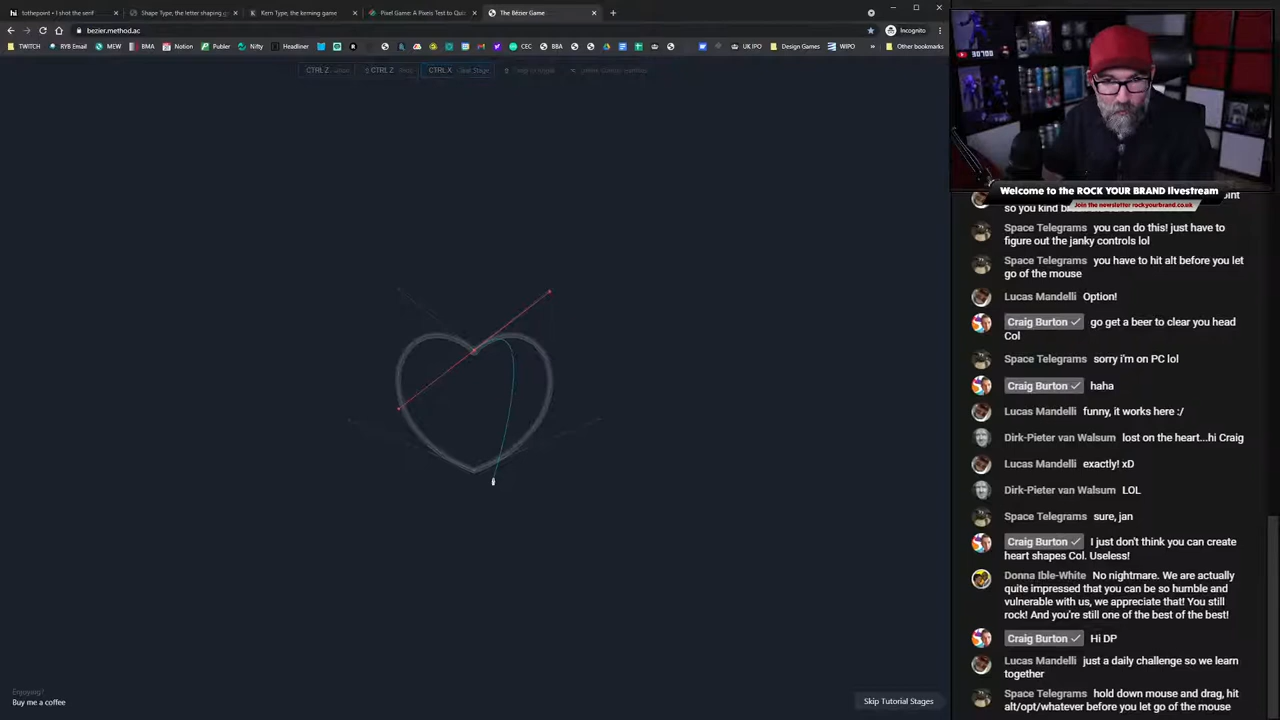 tothepoint • I shot the serif
Shape Type, the letter shaping g
Kern Type, the kerning game
Pixel Game: A Pixels Test to Qui
The Bézier Game
bezier.method.ac
Incognito
TWITCH
RYB Email
MEW
BMA
Notion
Publer
Nifty
Headliner
CEC
BBA
UK IPO
Design Games
WIPO
Other bookmarks
CTRL Z
CTRL Z
CTRL X
30700
Welcome to the ROCK YOUR BRAND livestream
Join the newsletter rockyourbrand.co.uk
Space Telegrams you can do this! just have to
figure out the janky controls lol
Space Telegrams you have to hit alt before you let
go of the mouse
Lucas Mandelli Option!
Craig Burton go get a beer to clear you head
Col
Space Telegrams sorry i'm on PC lol
Craig Burton haha
Lucas Mandelli funny, it works here :/
Dirk-Pieter van Walsum lost on the heart...hi Craig
Lucas Mandelli exactly! xD
Dirk-Pieter van Walsum LOL
Space Telegrams sure, jan
Craig Burton I just don't think you can create
heart shapes Col. Useless!
Donna Ible-White No nightmare. We are actually
quite impressed that you can be so humble and
vulnerable with us, we appreciate that! You still
rock! And you're still one of the best of the best!
Craig Burton Hi DP
Lucas Mandelli just a daily challenge so we learn
together
Space Telegrams hold down mouse and drag, hit
alt/opt/whatever before you let go of the mouse
Enjoying?
Buy me a coffee
Skip Tutorial Stages